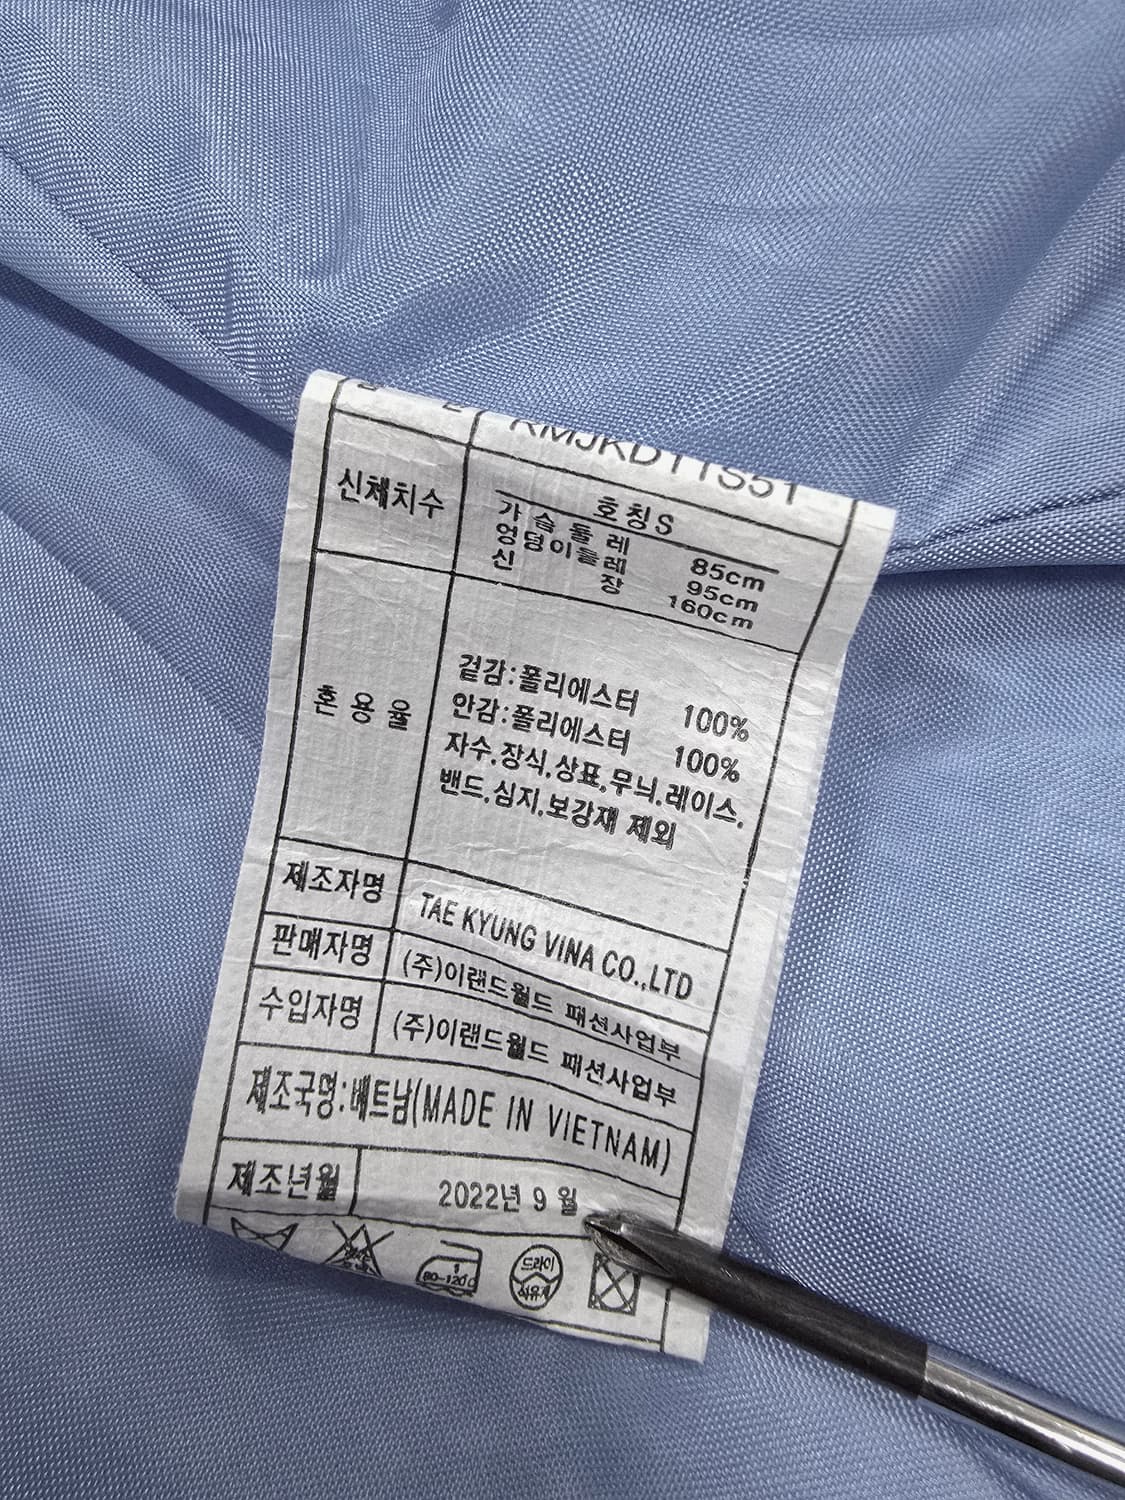 RMJKD11S51
신체치수
호칭S
가슴둘레 85cm
엉덩이둘레 95cm
신장 160cm
혼용율
겉감:폴리에스터 100%
안감:폴리에스터 100%
자수.장식.상표.무늬.레이스.
밴드.심지.보강재 제외
제조자명 TAE KYUNG VINA CO.,LTD
판매자명 (주)이랜드월드 패션사업부
수입자명 (주)이랜드월드 패션사업부
제조국명:베트남(MADE IN VIETNAM)
제조년월 2022년 9월
1
80-120℃
드라이
석유계